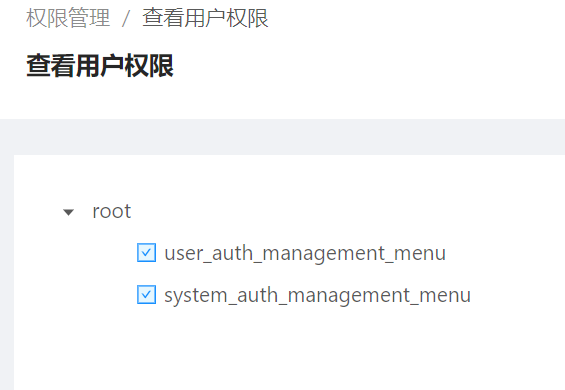 权限管理 / 查看用户权限
查看用户权限
root
user_auth_management_menu
system_auth_management_menu